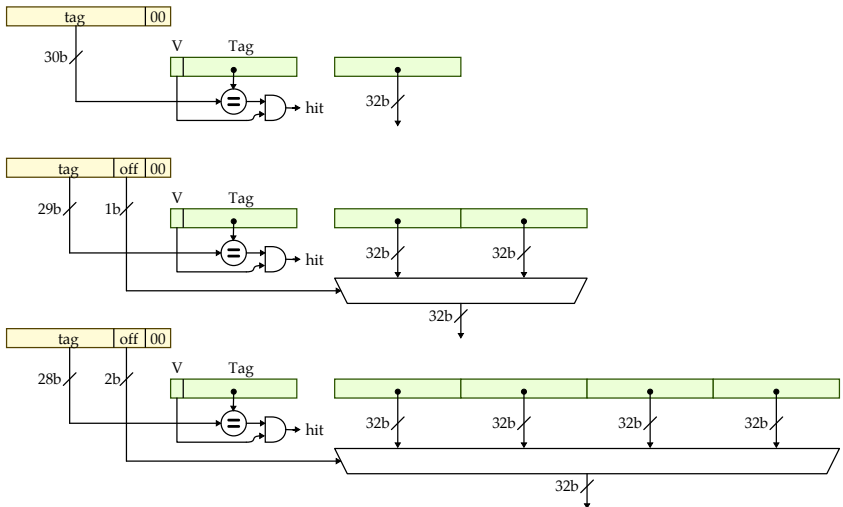 tag 00
V Tag
30b
= hit 32b
tag off 00
V Tag
29b 1b
= hit 32b 32b
32b
tag off 00
V Tag
28b 2b
= hit 32b 32b 32b 32b
32b